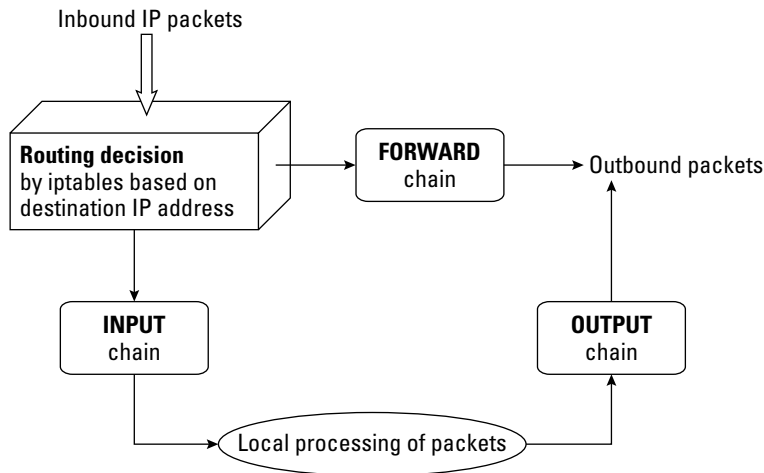 Inbound IP packets
Routing decision
by iptables based on
destination IP address
FORWARD
chain
Outbound packets
INPUT
chain
OUTPUT
chain
Local processing of packets